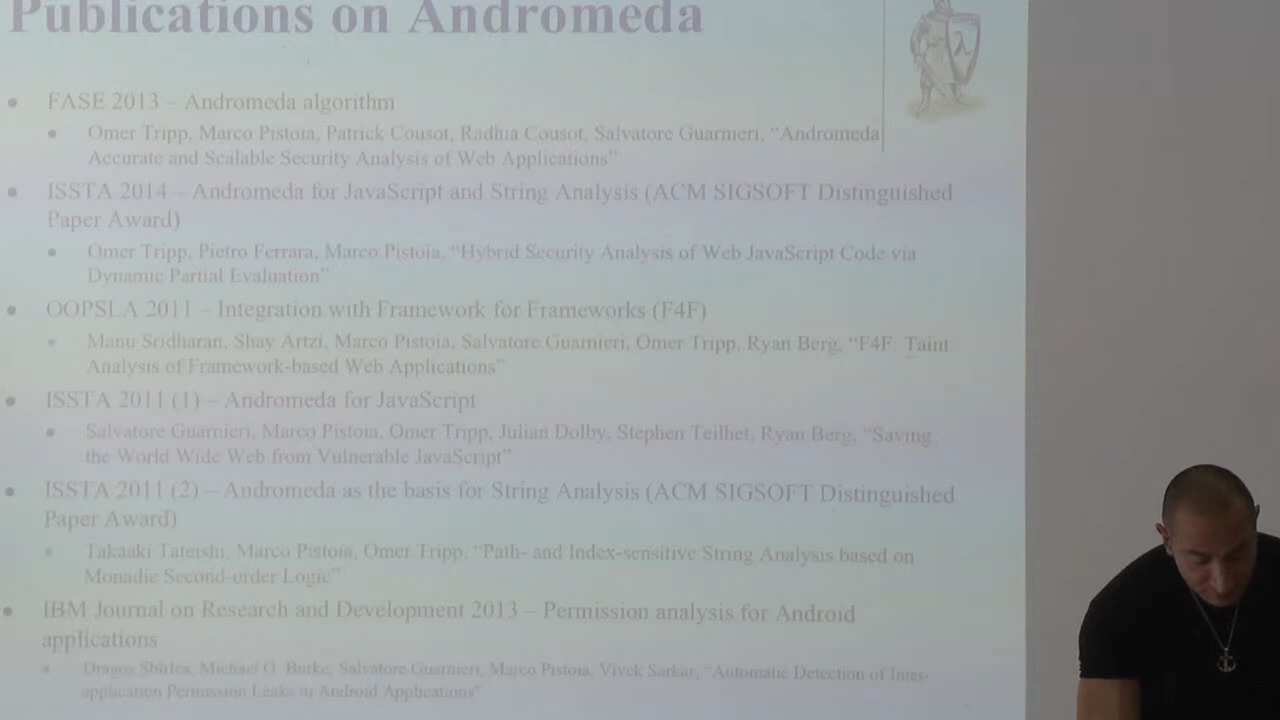 Publications on Andromeda
λ
• FASE 2013 – Andromeda algorithm
• Omer Tripp, Marco Pistoia, Patrick Cousot, Radhia Cousot, Salvatore Guarnieri, “Andromeda
Accurate and Scalable Security Analysis of Web Applications”
• ISSTA 2014 – Andromeda for JavaScript and String Analysis (ACM SIGSOFT Distinguished
Paper Award)
• Omer Tripp, Pietro Ferrara, Marco Pistoia, “Hybrid Security Analysis of Web JavaScript Code via
Dynamic Partial Evaluation”
• OOPSLA 2011 – Integration with Framework for Frameworks (F4F)
• Manu Sridharan, Shay Artzi, Marco Pistoia, Salvatore Guarnieri, Omer Tripp, Ryan Berg, “F4F: Taint
Analysis of Framework-based Web Applications”
• ISSTA 2011 (1) – Andromeda for JavaScript
• Salvatore Guarnieri, Marco Pistoia, Omer Tripp, Julian Dolby, Stephen Teilhet, Ryan Berg, “Saving
the World Wide Web from Vulnerable JavaScript”
• ISSTA 2011 (2) – Andromeda as the basis for String Analysis (ACM SIGSOFT Distinguished
Paper Award)
• Takaaki Tateishi, Marco Pistoia, Omer Tripp, “Path- and Index-sensitive String Analysis based on
Monadic Second-order Logic”
• IBM Journal on Research and Development 2013 – Permission analysis for Android
applications
• Dragos Sbirlea, Michael G. Burke, Salvatore Guarnieri, Marco Pistoia, Vivek Sarkar, “Automatic Detection of Inter-
application Permission Leaks in Android Applications”